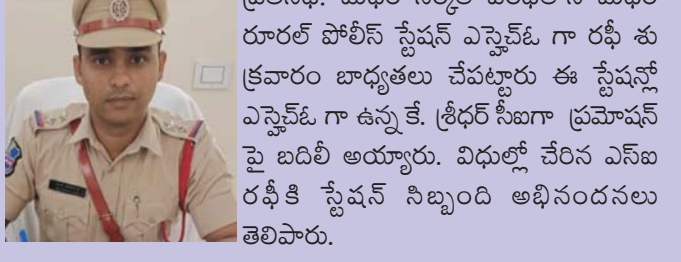 రూరల్ పోలీస్ స్టేషన్ ఎస్హెచ్ఓ గా రఫీ శు
క్రవారం బాధ్యతలు చేపట్టారు ఈ స్టేషన్లో
ఎస్హెచ్ఓ గా ఉన్న కే. శ్రీధర్ సీఐగా ప్రమోషన్
పై బదిలీ అయ్యారు. విధుల్లో చేరిన ఎస్ఐ
రఫీకి స్టేషన్ సిబ్బంది అభినందనలు
తెలిపారు.